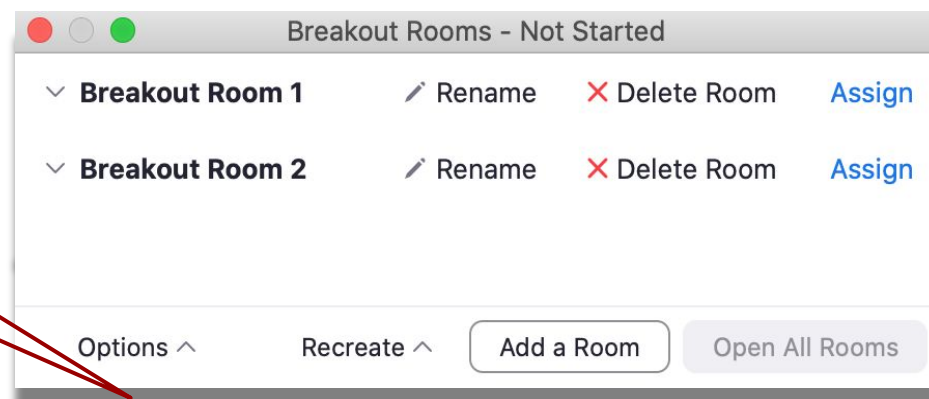 Breakout Rooms - Not Started
Breakout Room 1 Rename Delete Room Assign
Breakout Room 2 Rename Delete Room Assign
Options Recreate Add a Room Open All Rooms